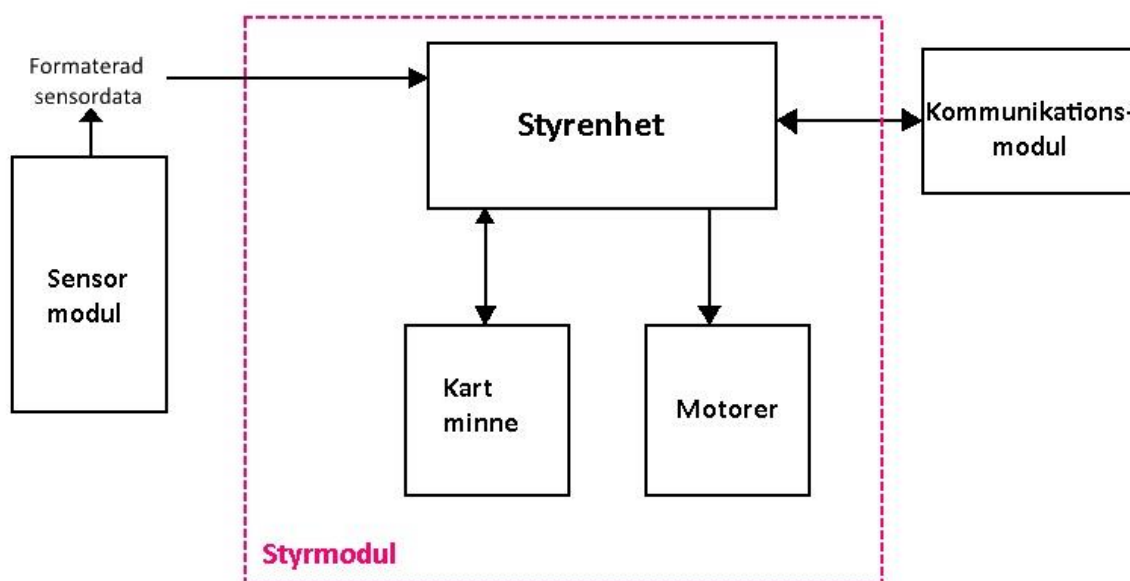 Formaterad
sensordata
Styrenhet
Kommunikations-
modul
Sensor
modul
Kart
minne
Motorer
Styrmodul